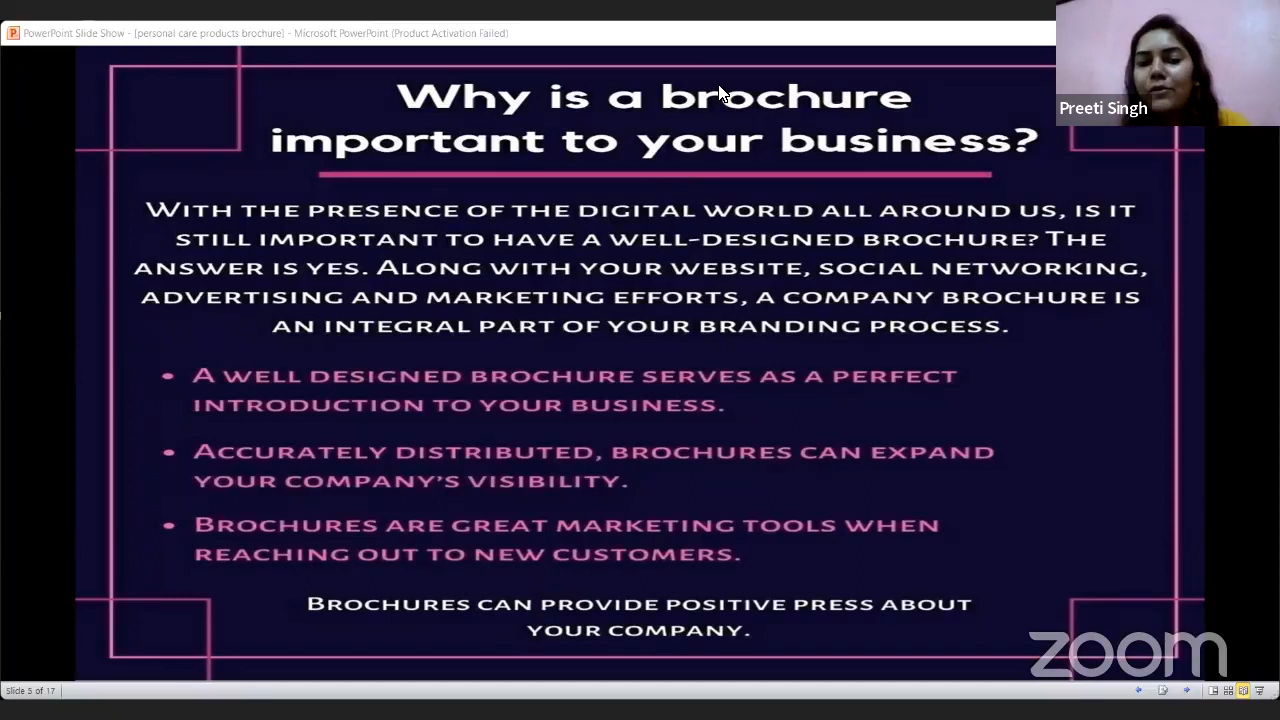 PowerPoint Slide Show - [personal care products brochure] - Microsoft PowerPoint (Product Activation Failed)
Preeti Singh
Why is a brochure
important to your business?
With the presence of the digital world all around us, is it
still important to have a well-designed brochure? The
answer is yes. Along with your website, social networking,
advertising and marketing efforts, a company brochure is
an integral part of your branding process.
• A well designed brochure serves as a perfect
introduction to your business.
• Accurately distributed, brochures can expand
your company's visibility.
• Brochures are great marketing tools when
reaching out to new customers.
Brochures can provide positive press about
your company.
zoom
Slide 5 of 17